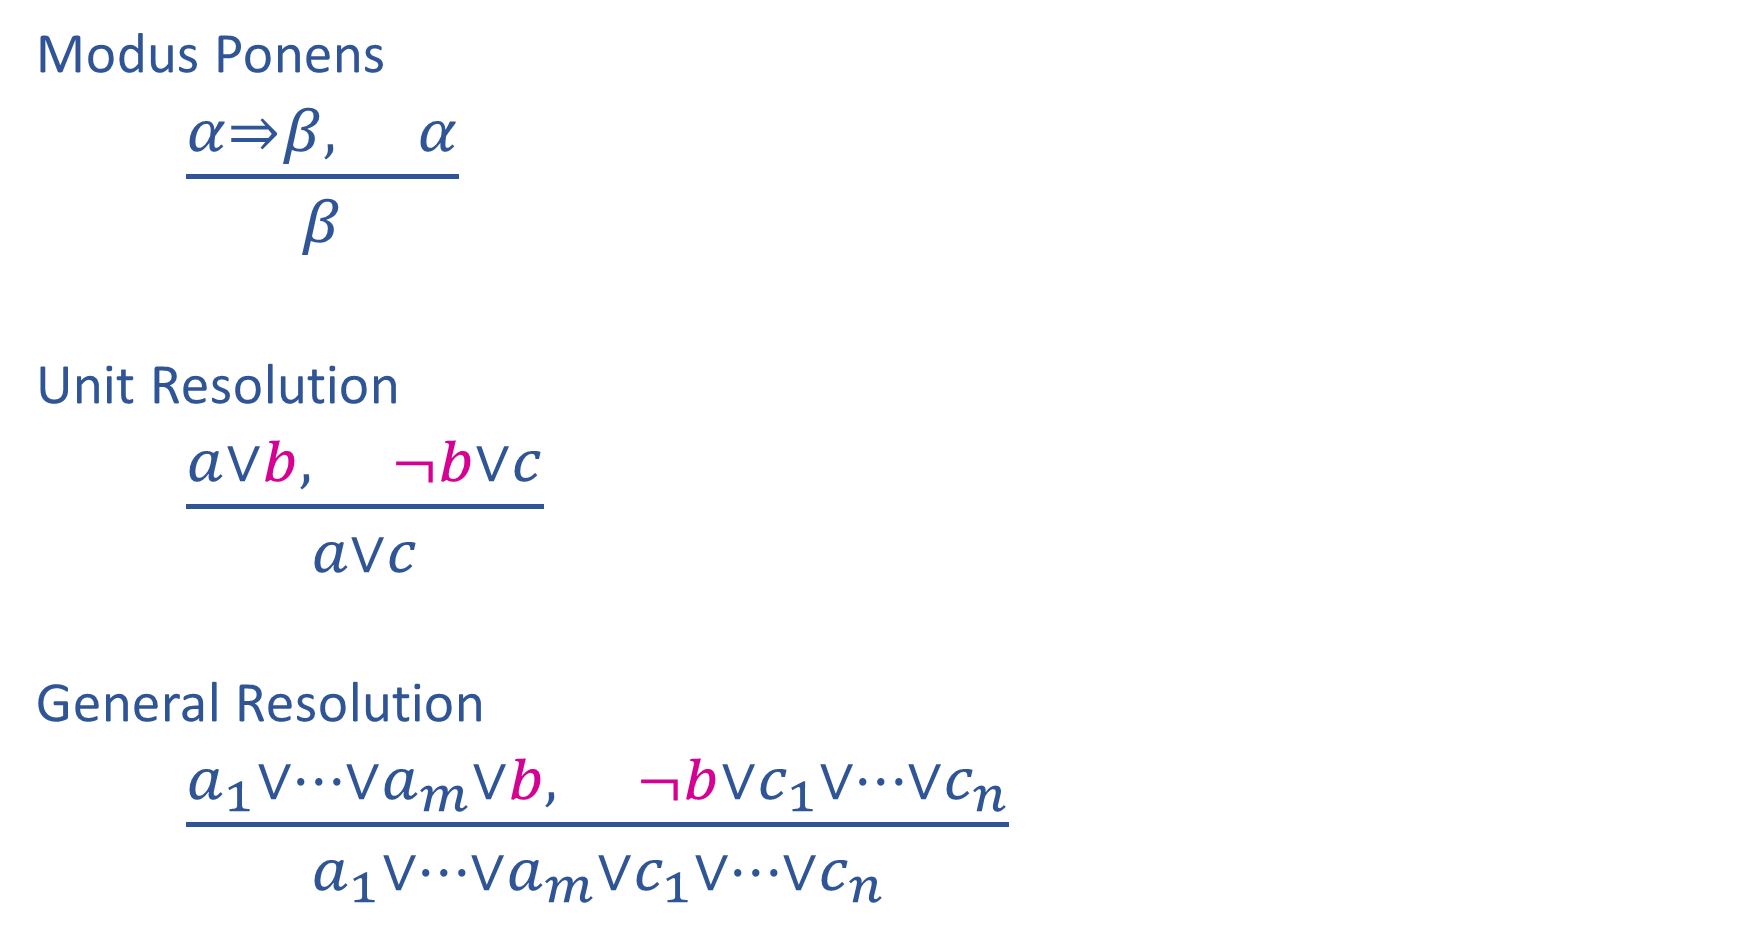 Modus Ponens
α⇒β, α
β
Unit Resolution
a∨b, ¬b∨c
a∨c
General Resolution
a₁∨⋯∨aₘ∨b, ¬b∨c₁∨⋯∨cₙ
a₁∨⋯∨aₘ∨c₁∨⋯∨cₙ